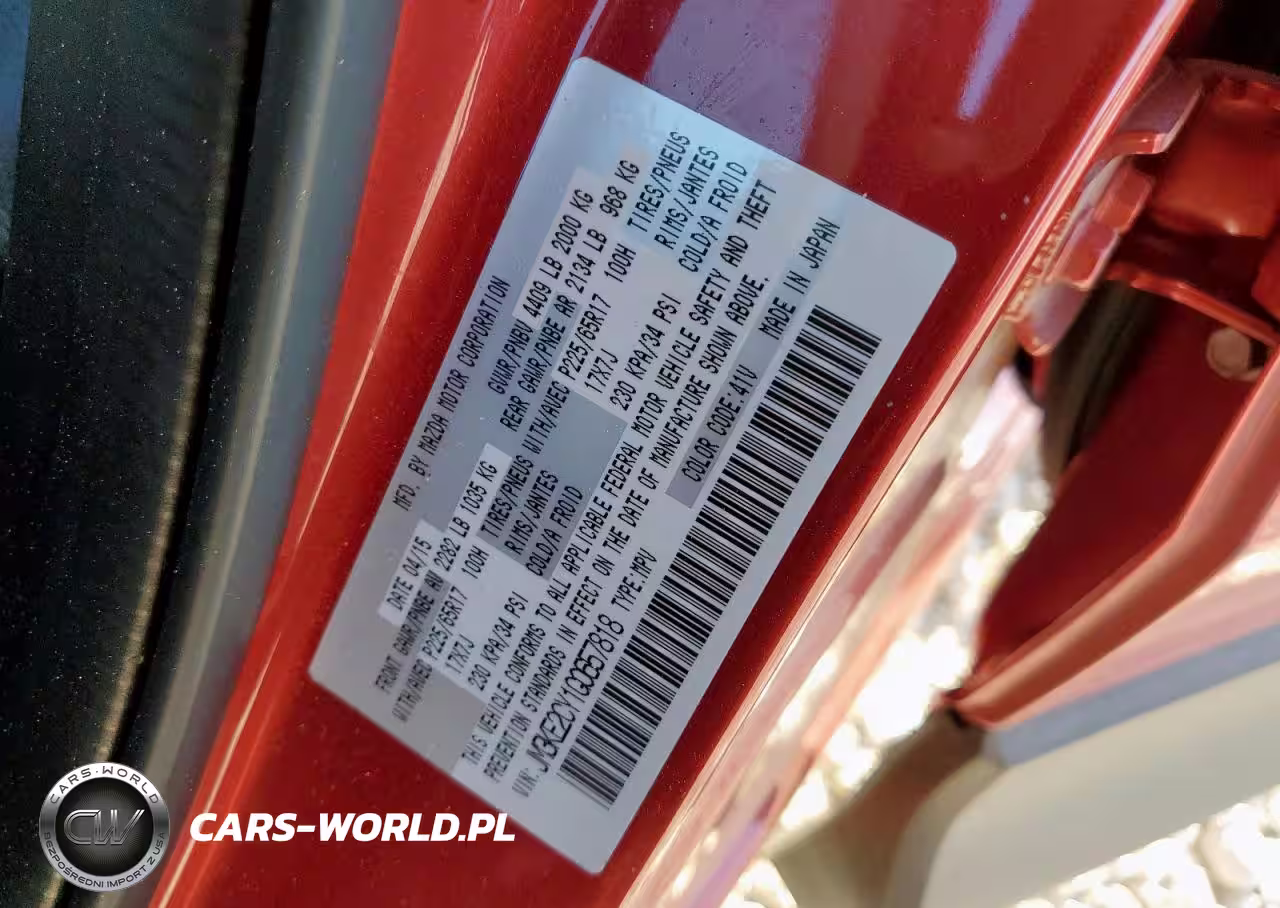 MFD. BY MAZDA MOTOR CORPORATION
DATE 04/15 GVWR/PNBV 4409 LB 2000 KG
FRONT GAWR/PNBE AV 2282 LB 1035 KG REAR GAWR/PNBE AR 2134 LB 968 KG
WITH/AVEC P225/65R17 100H TIRES/PNEUS WITH/AVEC P225/65R17 100H TIRES/PNEUS
17X7J RIMS/JANTES 17X7J RIMS/JANTES
230 KPA/34 PSI COLD/A FROID 230 KPA/34 PSI COLD/A FROID
THIS VEHICLE CONFORMS TO ALL APPLICABLE FEDERAL MOTOR VEHICLE SAFETY AND THEFT
PREVENTION STANDARDS IN EFFECT ON THE DATE OF MANUFACTURE SHOWN ABOVE.
VIN: JM3KE2CY1G0657818 TYPE:MPV COLOR CODE:41V MADE IN JAPAN
CARS-WORLD
CW
BEZPOŚREDNI IMPORT Z USA
CARS-WORLD.PL